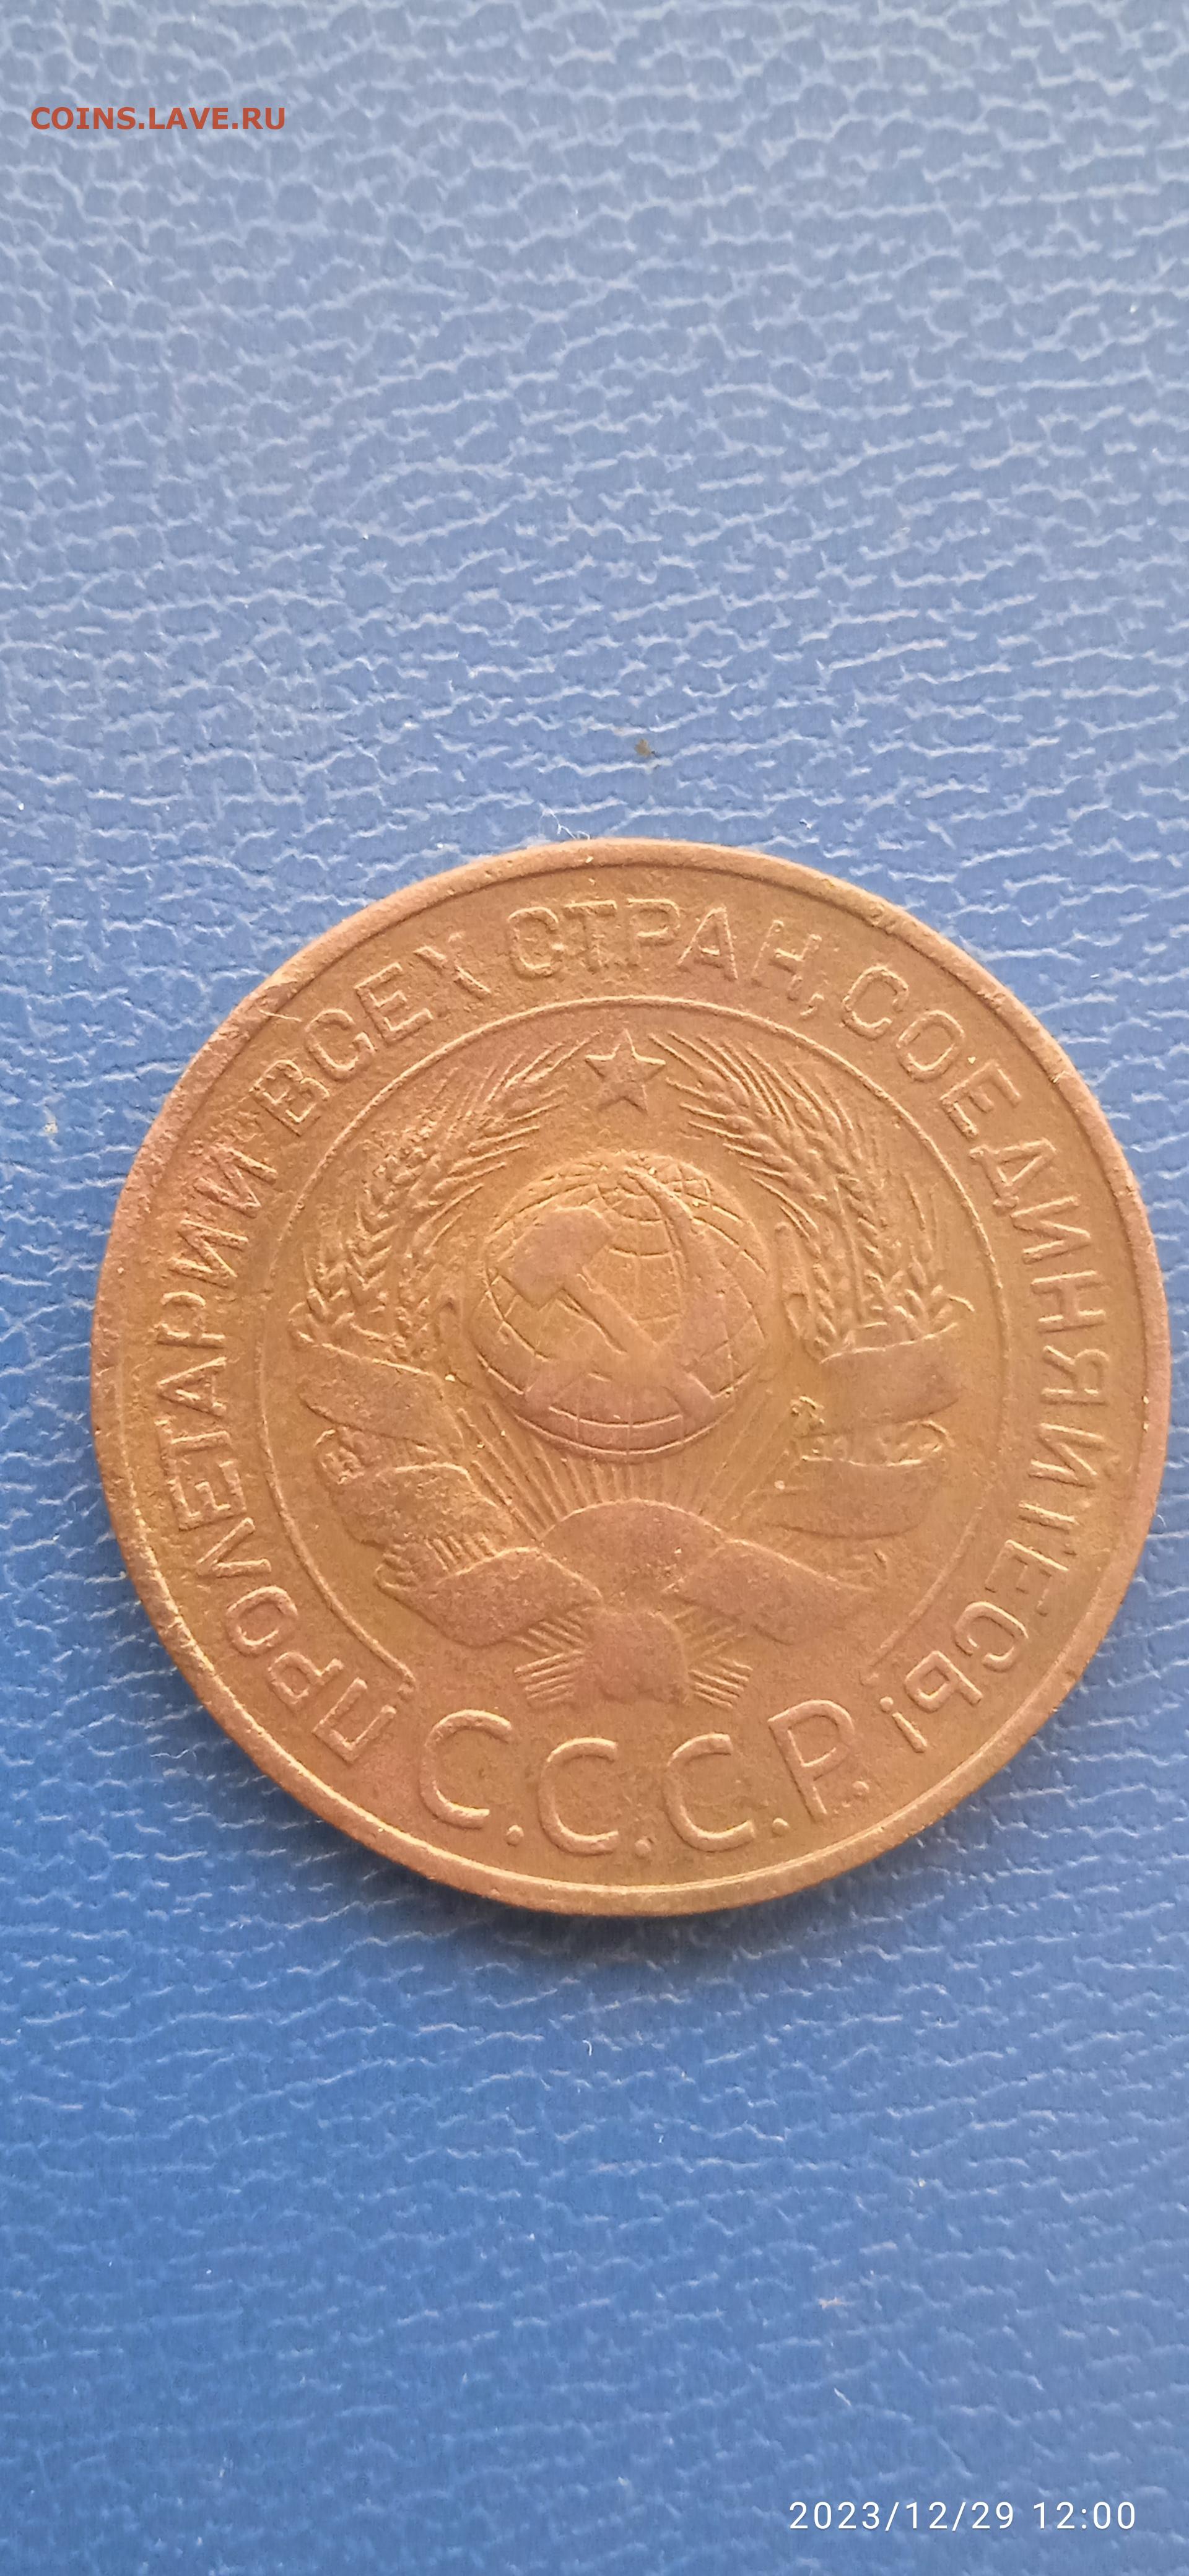 COINS.LAVE.RU
ПРОЛЕТАРИИ ВСЕХ СТРАН, СОЕДИНЯЙТЕСЬ!
С.С.С.Р.
2023/12/29 12:00